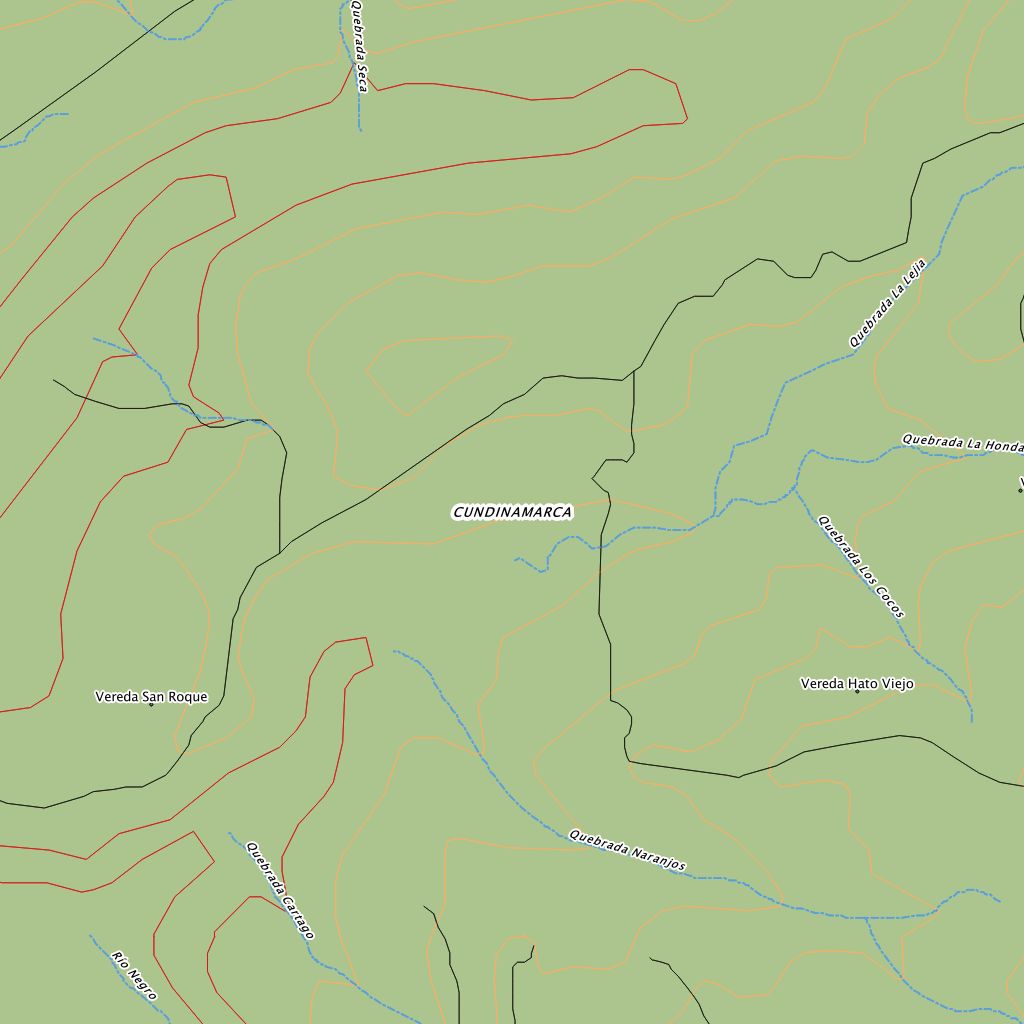 Quebrada Seca
Quebrada La Lejia
Quebrada La Honda
CUNDINAMARCA
Quebrada Los Cocos
Vereda San Roque
Vereda Hato Viejo
Quebrada Naranjos
Quebrada Cartago
Río Negro